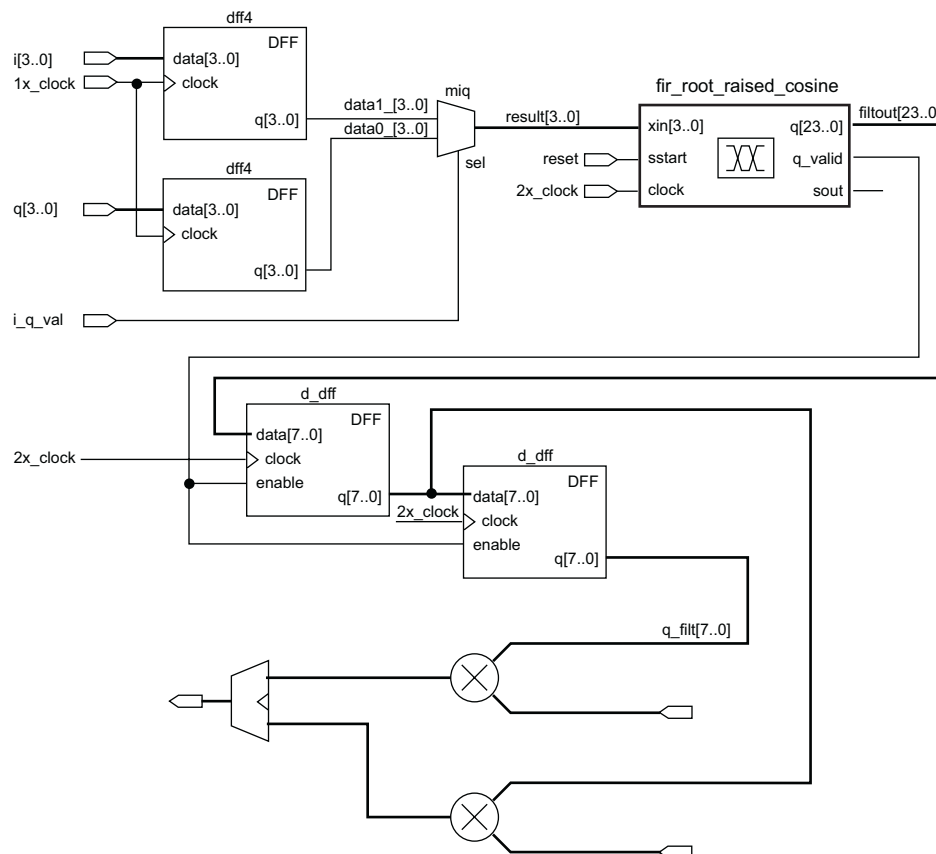 dff4
DFF
i[3..0]
data[3..0]
1x_clock
clock
q[3..0]
dff4
DFF
q[3..0]
data[3..0]
clock
q[3..0]
i_q_val
miq
data1_[3..0]
data0_[3..0]
sel
result[3..0]
fir_root_raised_cosine
xin[3..0]
q[23..0]
filtout[23..0
reset
sstart
q_valid
2x_clock
clock
sout
d_dff
DFF
data[7..0]
2x_clock
clock
enable
q[7..0]
d_dff
DFF
data[7..0]
2x_clock
clock
enable
q[7..0]
q_filt[7..0]